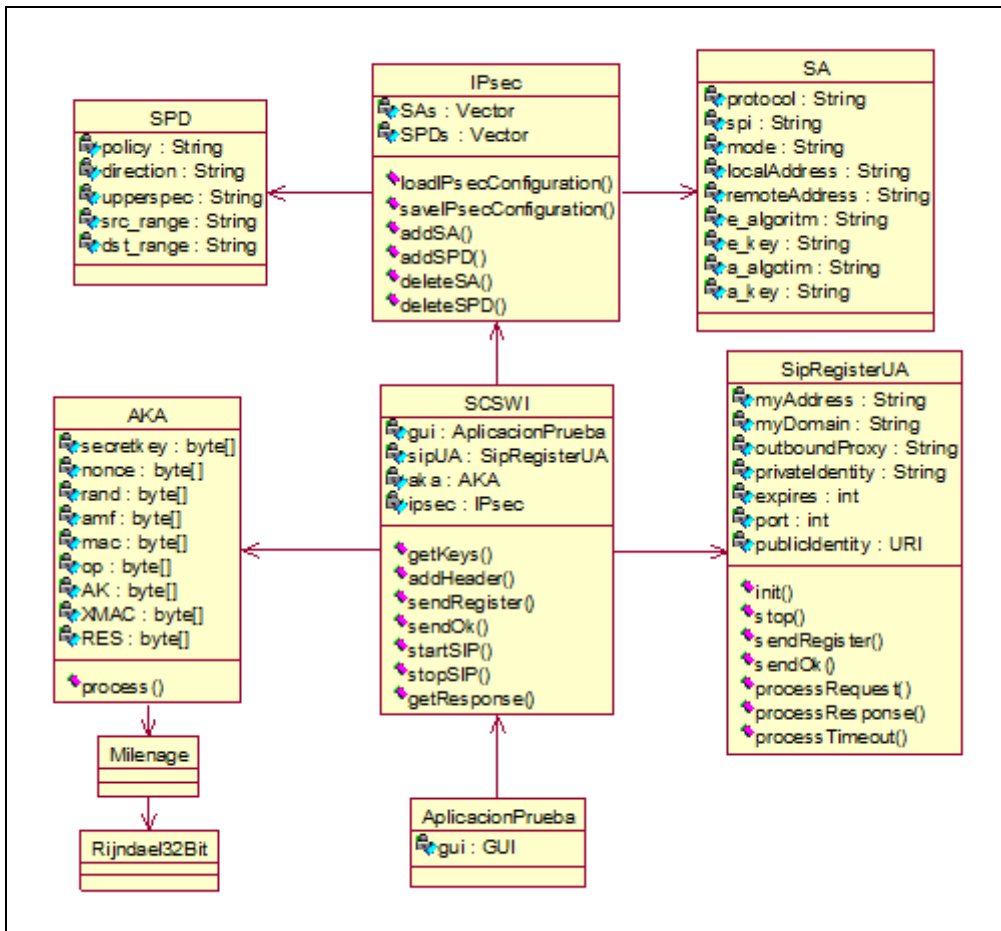 SPD
policy : String
direction : String
upperspec : String
src_range : String
dst_range : String
IPsec
SAs : Vector
SPDs : Vector
loadIPsecConfiguration()
saveIPsecConfiguration()
addSA()
addSPD()
deleteSA()
deleteSPD()
SA
protocol : String
spi : String
mode : String
localAddress : String
remoteAddress : String
e_algoritm : String
e_key : String
a_algotim : String
a_key : String
AKA
secretkey : byte[]
nonce : byte[]
rand : byte[]
amf : byte[]
mac : byte[]
op : byte[]
AK : byte[]
XMAC : byte[]
RES : byte[]
process()
SCSWI
gui : AplicacionPrueba
sipUA : SipRegisterUA
aka : AKA
ipsec : IPsec
getKeys()
addHeader()
sendRegister()
sendOk()
startSIP()
stopSIP()
getResponse()
SipRegisterUA
myAddress : String
myDomain : String
outboundProxy : String
privateIdentity : String
expires : int
port : int
publicIdentity : URI
init()
stop()
sendRegister()
sendOk()
processRequest()
processResponse()
processTimeout()
Milenage
Rijndael32Bit
AplicacionPrueba
gui : GUI